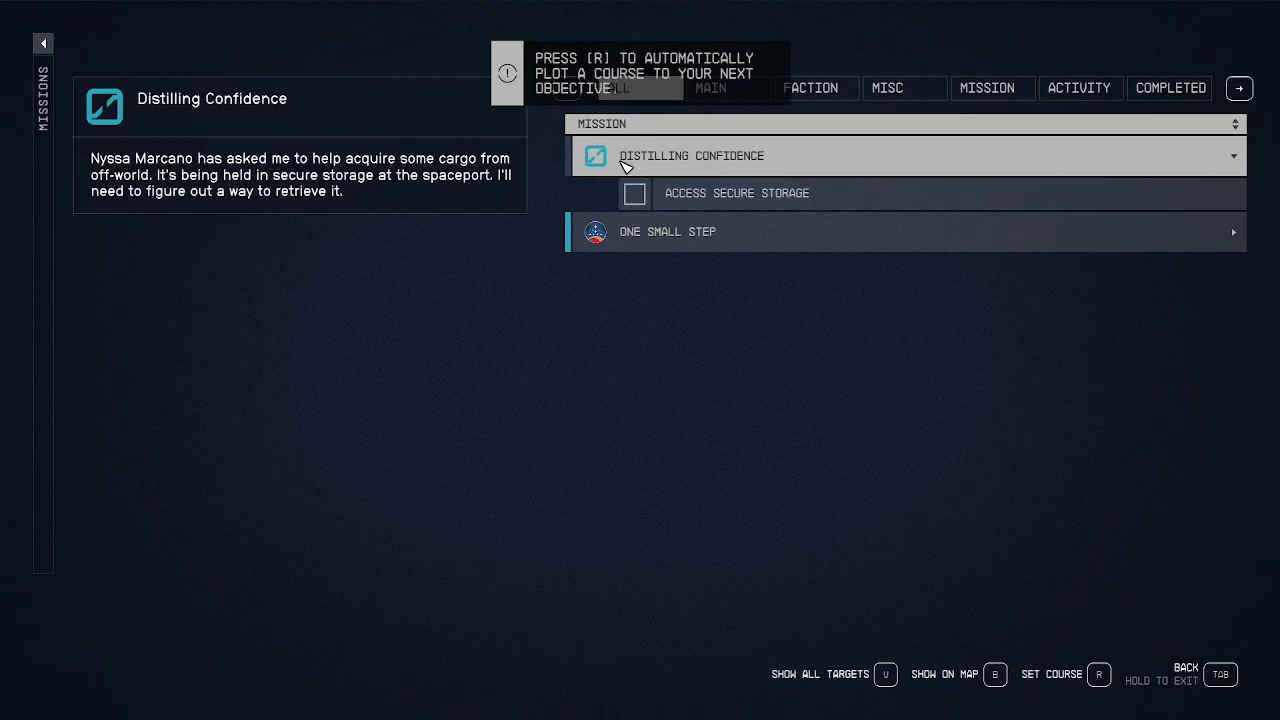 MISSIONS
Distilling Confidence
Nyssa Marcano has asked me to help acquire some cargo from
off-world. It's being held in secure storage at the spaceport. I'll
need to figure out a way to retrieve it.
PRESS [R] TO AUTOMATICALLY
PLOT A COURSE TO YOUR NEXT
OBJECTIVE
ALL MAIN FACTION MISC MISSION ACTIVITY COMPLETED
MISSION
DISTILLING CONFIDENCE
ACCESS SECURE STORAGE
ONE SMALL STEP
SHOW ALL TARGETS V SHOW ON MAP B SET COURSE R BACK TAB
HOLD TO EXIT